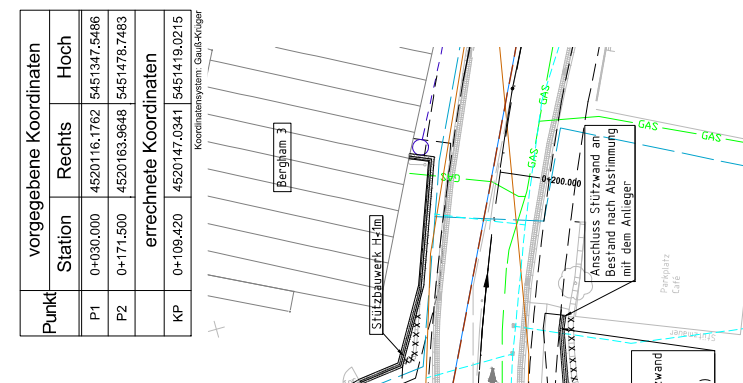 vorgegebene Koordinaten
Punkt Station Rechts Hoch
P1 0+030.000 4520116.1762 5451347.5486
P2 0+171.500 4520163.9648 5451478.7483
errechnete Koordinaten
KP 0+109.420 4520147.0341 5451419.0215
Koordinatensystem: Gauß-Krüger
Bergham 3
Stützbauwerk H<1m
GAS
GAS
GAS
GAS
GAS
0+200.000
Anschluss Stützwand an
Bestand nach Abstimmung
mit dem Anlieger
Parkplatz
Café
Stützmauer